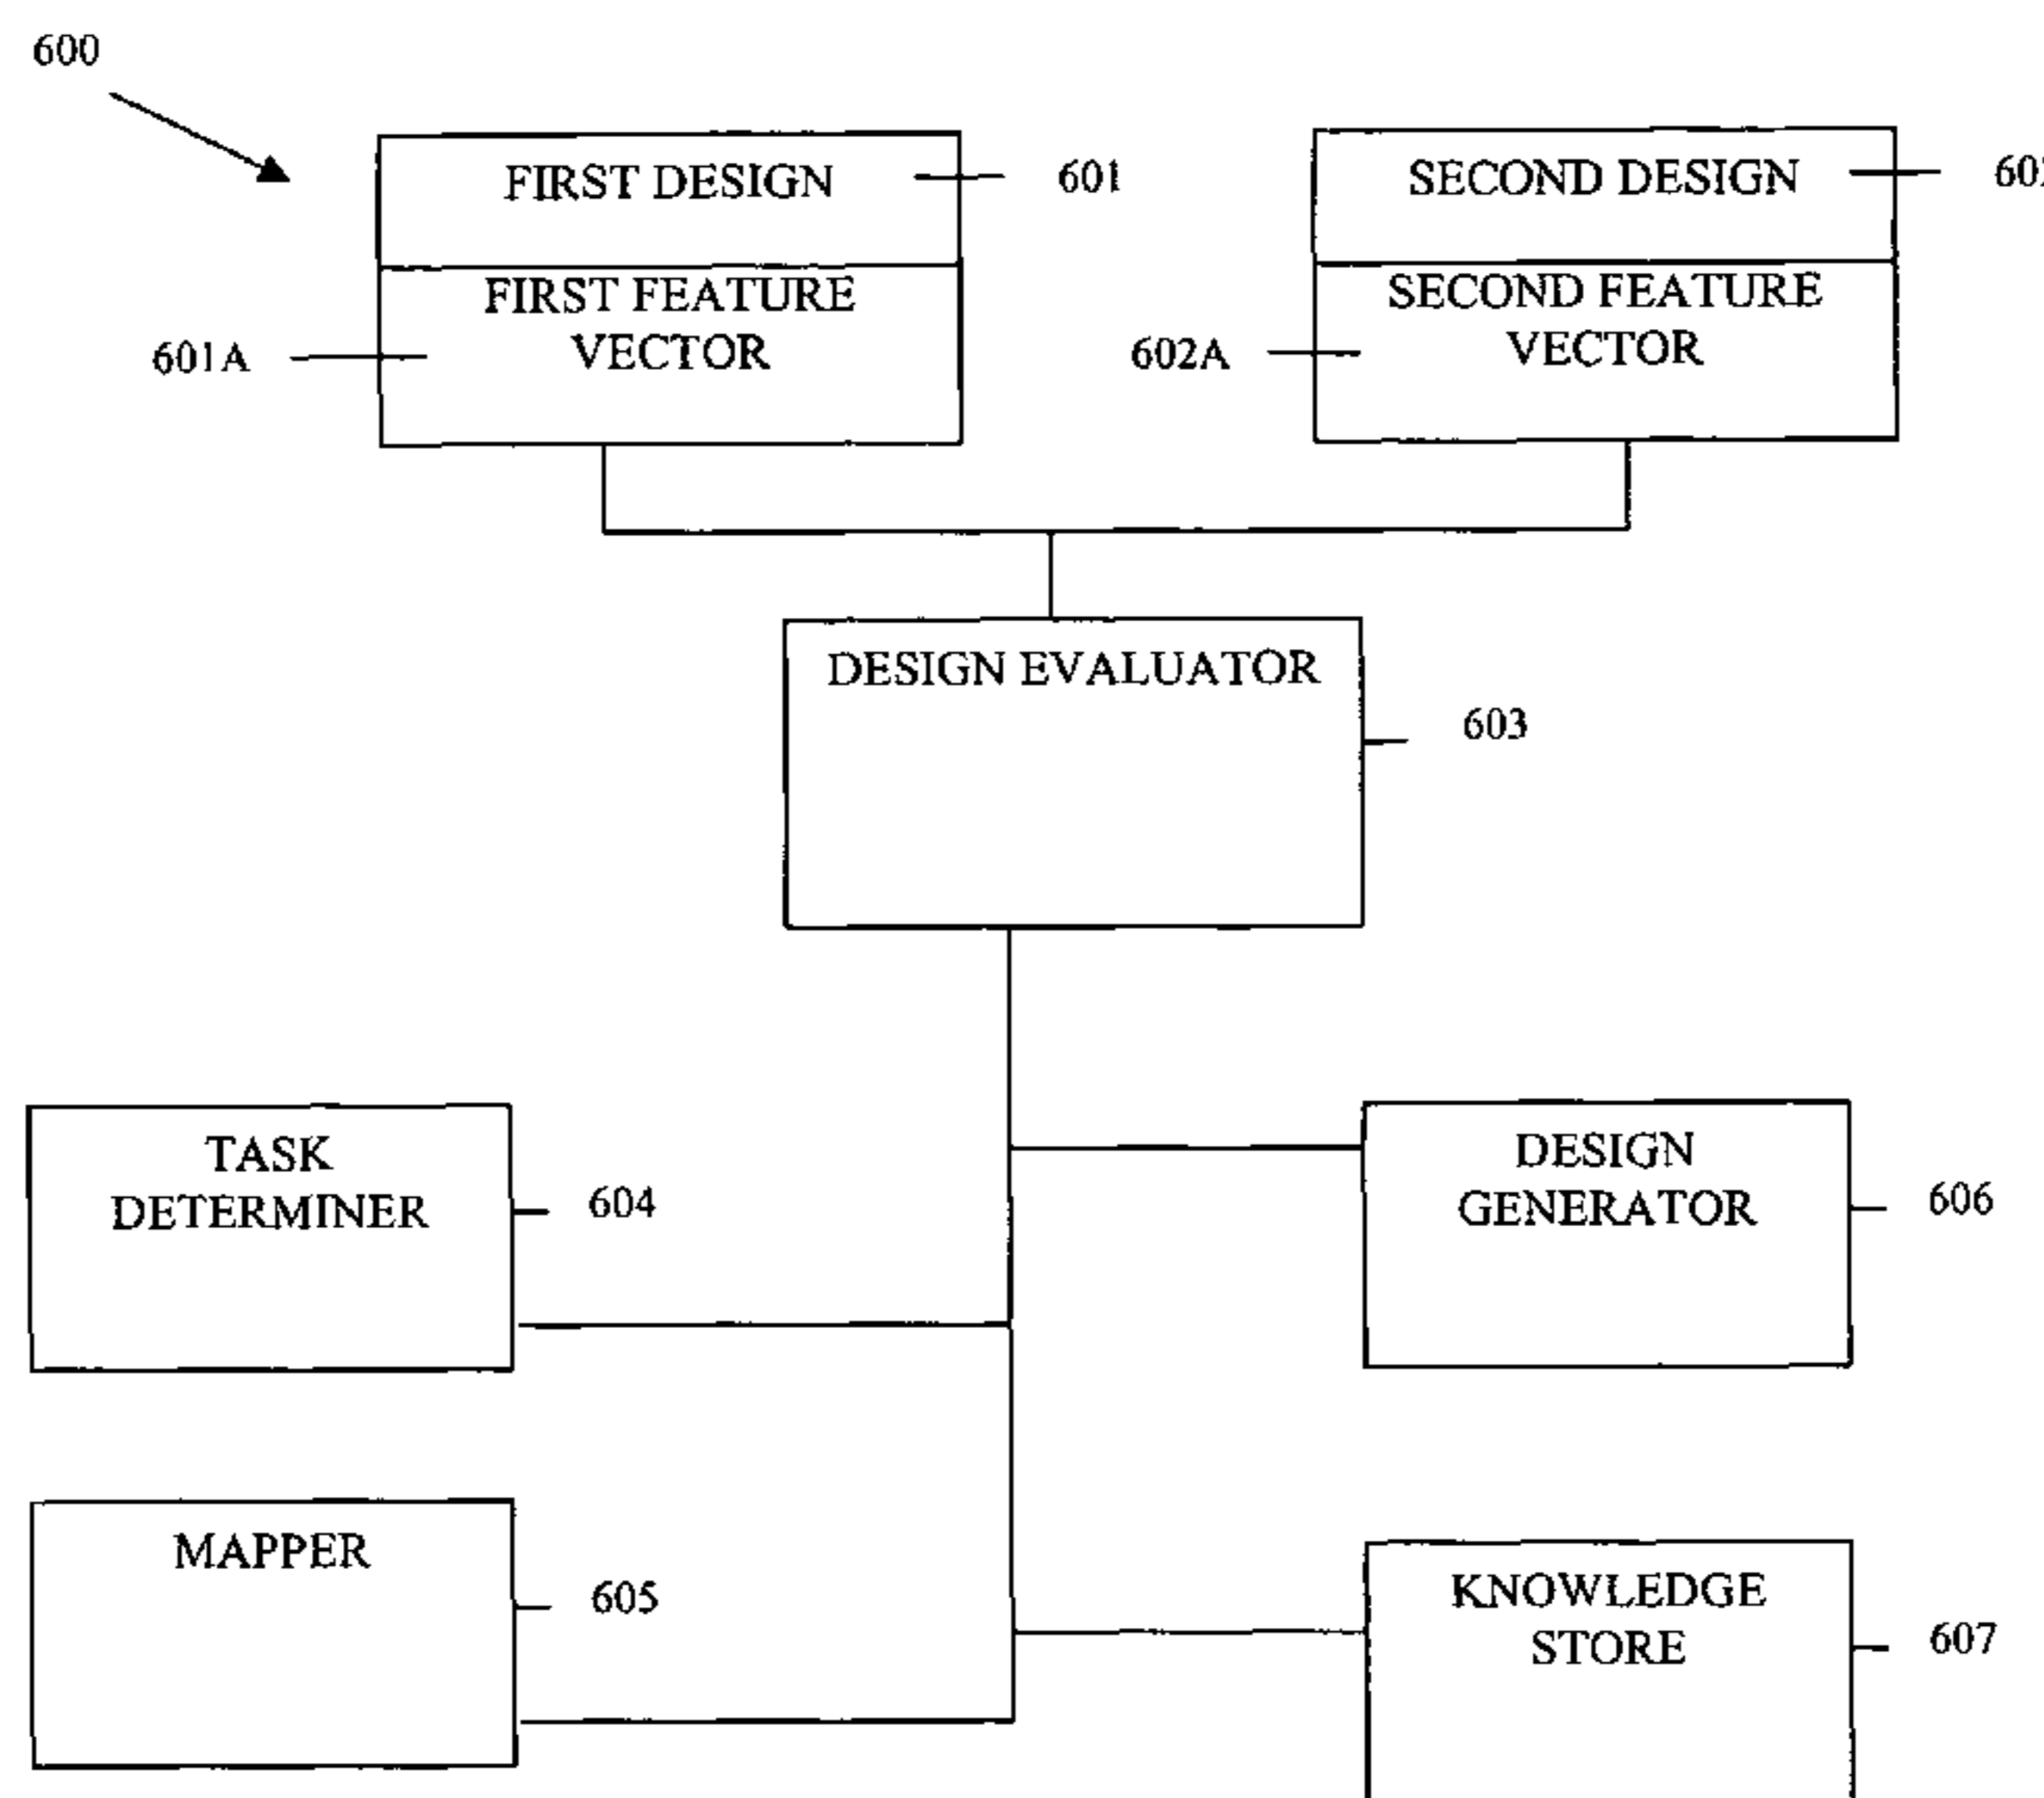 600
FIRST DESIGN
601
SECOND DESIGN
FIRST FEATURE
VECTOR
601A
SECOND FEATURE
VECTOR
602A
DESIGN EVALUATOR
603
TASK
DETERMINER
604
DESIGN
GENERATOR
606
MAPPER
605
KNOWLEDGE
STORE
607